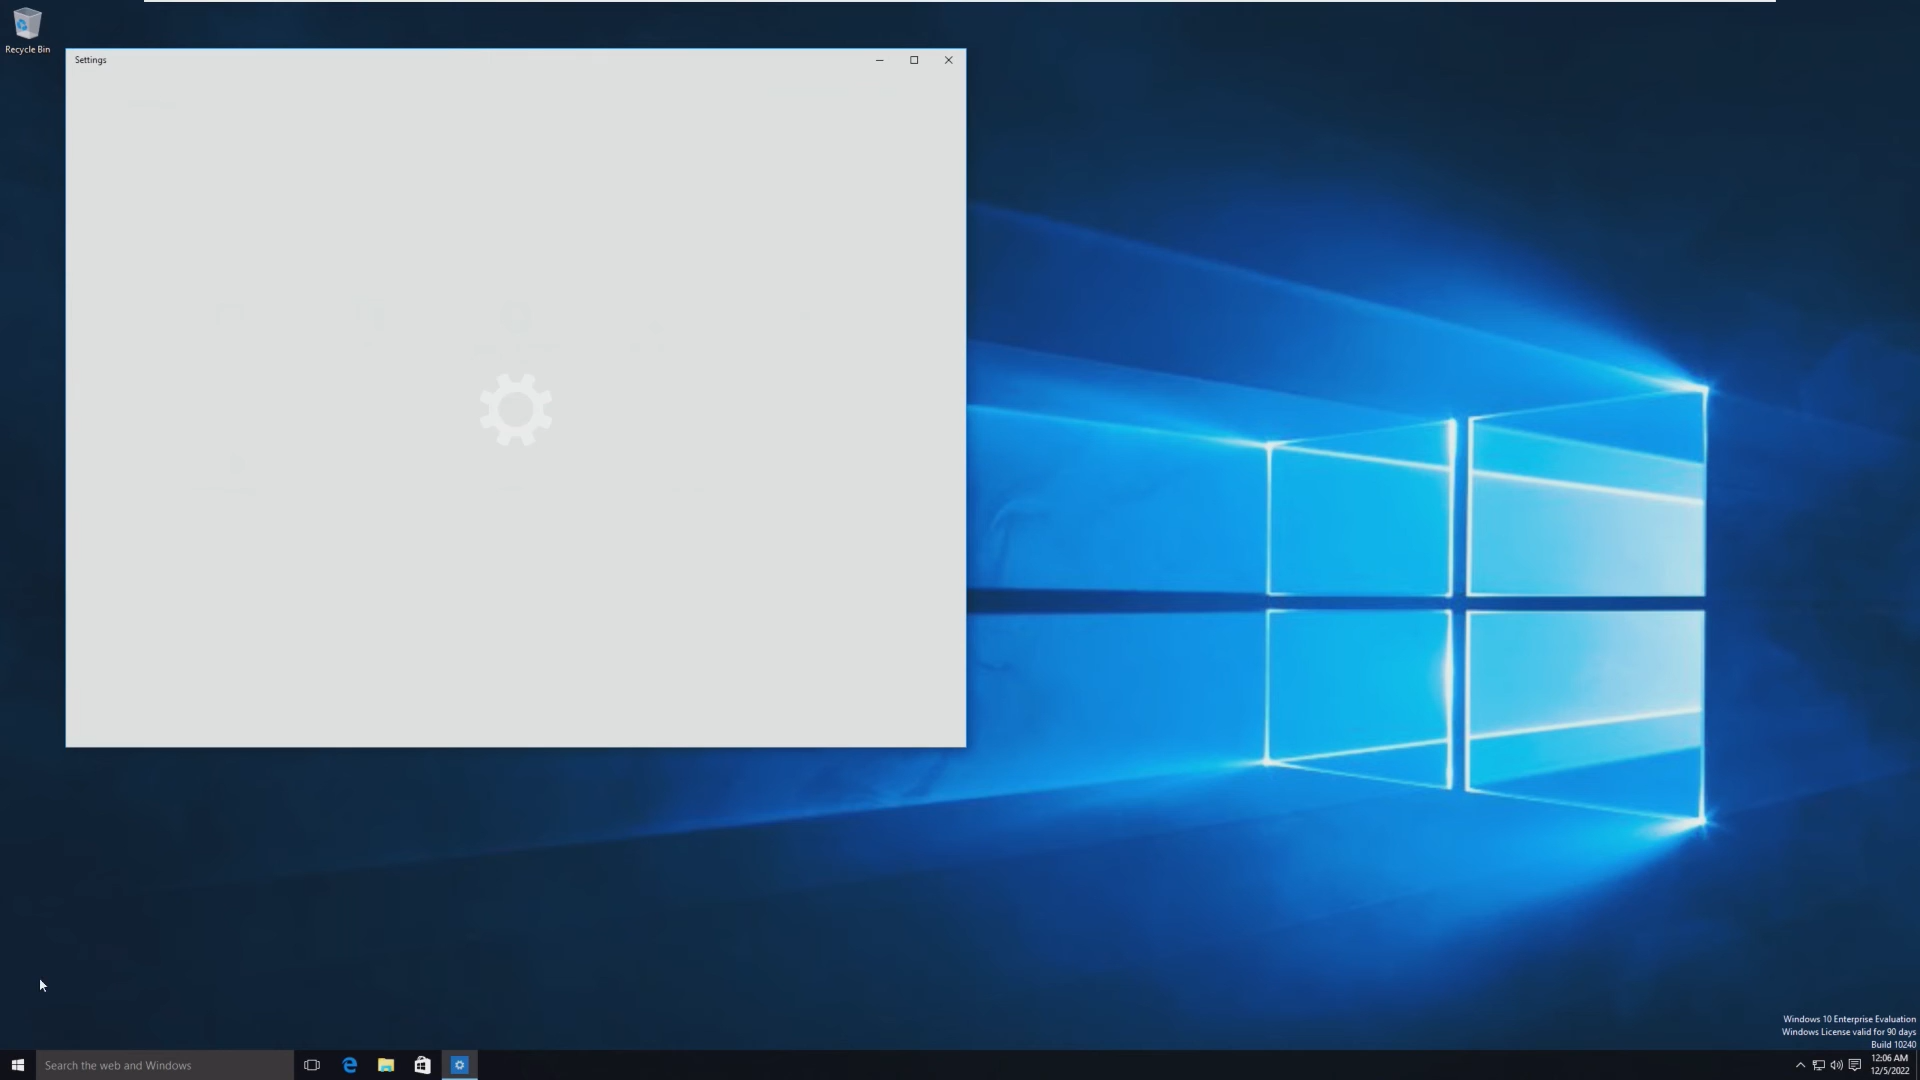 Recycle Bin
Settings
Windows 10 Enterprise Evaluation
Windows License valid for 90 days
Build 10240
Search the web and Windows
12:06 AM
12/5/2022